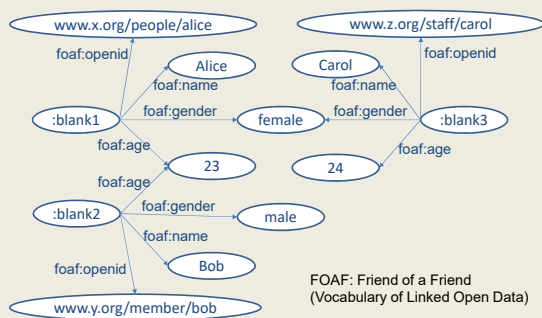 www.x.org/people/alice
www.z.org/staff/carol
foaf:openid
foaf:openid
Alice
Carol
foaf:name
foaf:name
foaf:gender
foaf:gender
:blank1
female
:blank3
foaf:age
foaf:age
foaf:age
23
24
:blank2
foaf:gender
male
foaf:name
foaf:openid
Bob
FOAF: Friend of a Friend
(Vocabulary of Linked Open Data)
www.y.org/member/bob